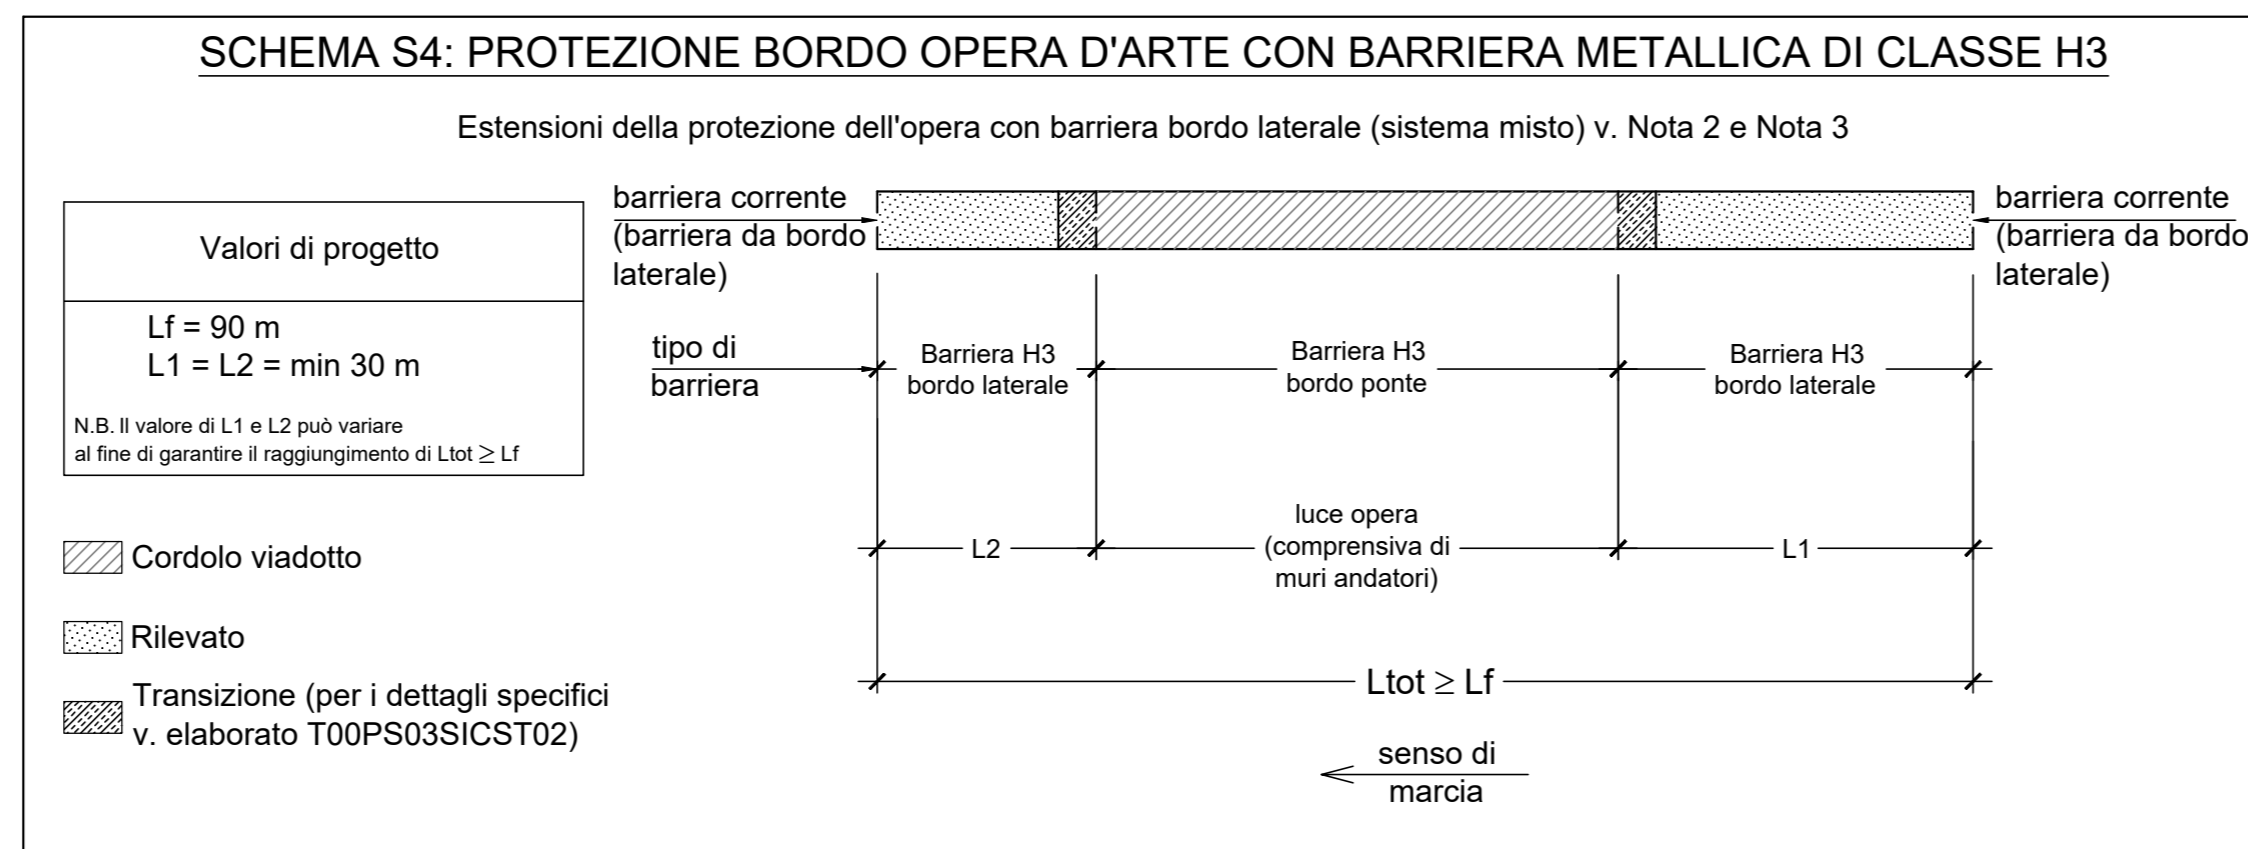 SCHEMA S4: PROTEZIONE BORDO OPERA D'ARTE CON BARRIERA METALLICA DI CLASSE H3
Estensioni della protezione dell'opera con barriera bordo laterale (sistema misto) v. Nota 2 e Nota 3
Valori di progetto
Lf = 90 m
L1 = L2 = min 30 m
N.B. Il valore di L1 e L2 può variare
al fine di garantire il raggiungimento di Ltot ≥ Lf
Cordolo viadotto
Rilevato
Transizione (per i dettagli specifici
v. elaborato T00PS03SICST02)
barriera corrente
(barriera da bordo
laterale)
barriera corrente
(barriera da bordo
laterale)
tipo di
barriera
Barriera H3
bordo laterale
Barriera H3
bordo ponte
Barriera H3
bordo laterale
L2
luce opera
(comprensiva di
muri andatori)
L1
Ltot ≥ Lf
senso di
marcia